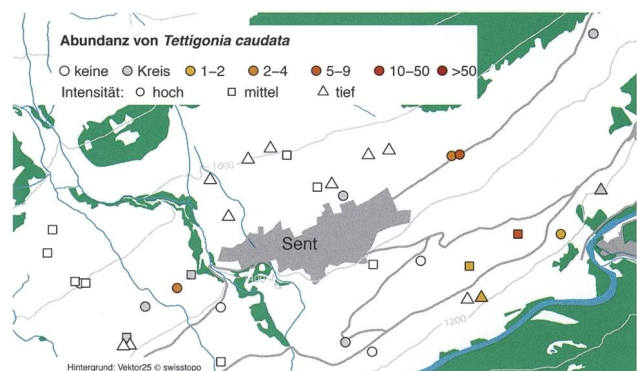 Abundanz von Tettigonia caudata
keine Kreis 1–2 2–4 5–9 10–50 >50
Intensität: hoch mittel tief
1600
Sent
1200
Hintergrund: Vektor25 © swisstopo